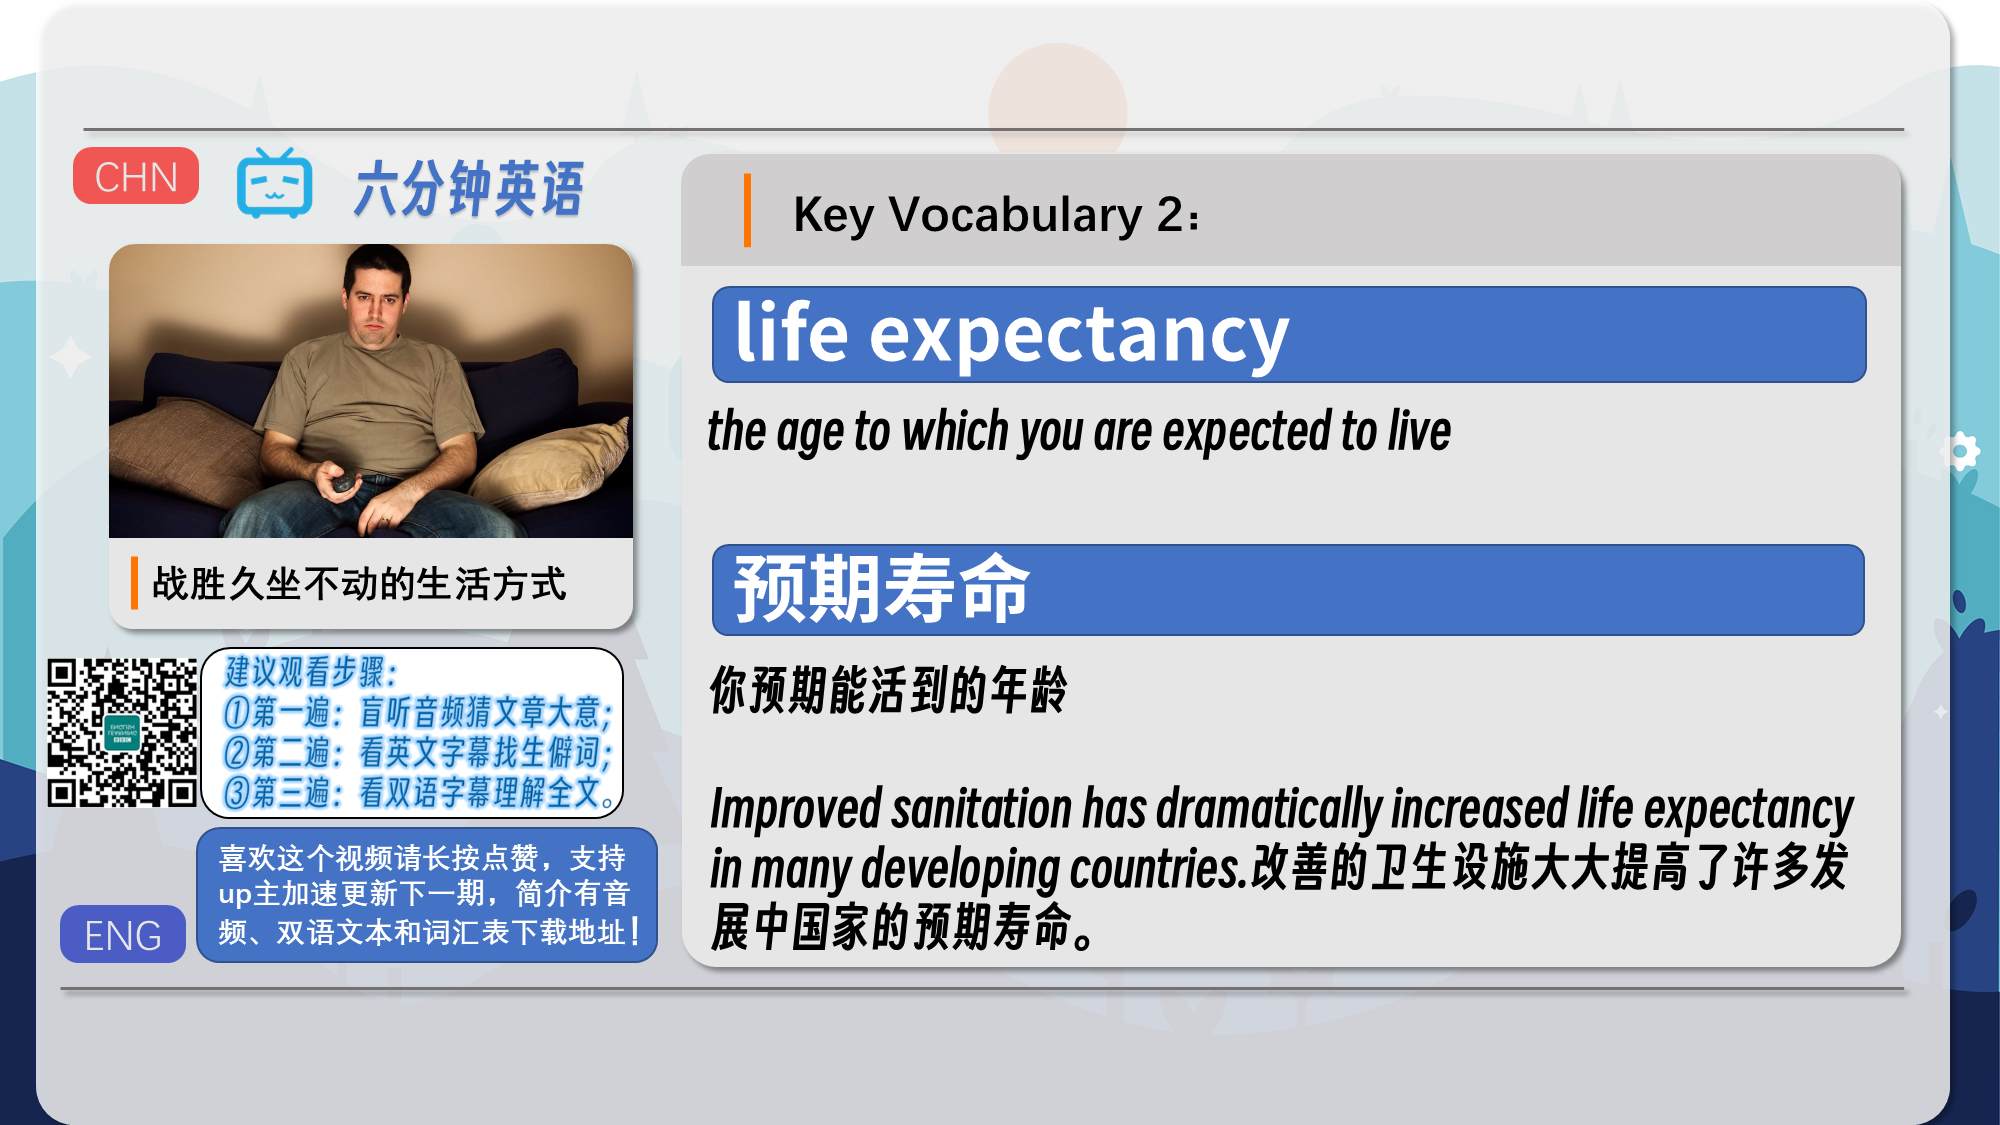 CHN
六分钟英语
战胜久坐不动的生活方式
建议观看步骤：
①第一遍：盲听音频猜文章大意；
②第二遍：看英文字幕找生僻词；
③第三遍：看双语字幕理解全文。
喜欢这个视频请长按点赞，支持
up主加速更新下一期，简介有音
频、双语文本和词汇表下载地址！
ENG
Key Vocabulary 2：
life expectancy
the age to which you are expected to live
预期寿命
你预期能活到的年龄
Improved sanitation has dramatically increased life expectancy
in many developing countries.改善的卫生设施大大提高了许多发
展中国家的预期寿命。